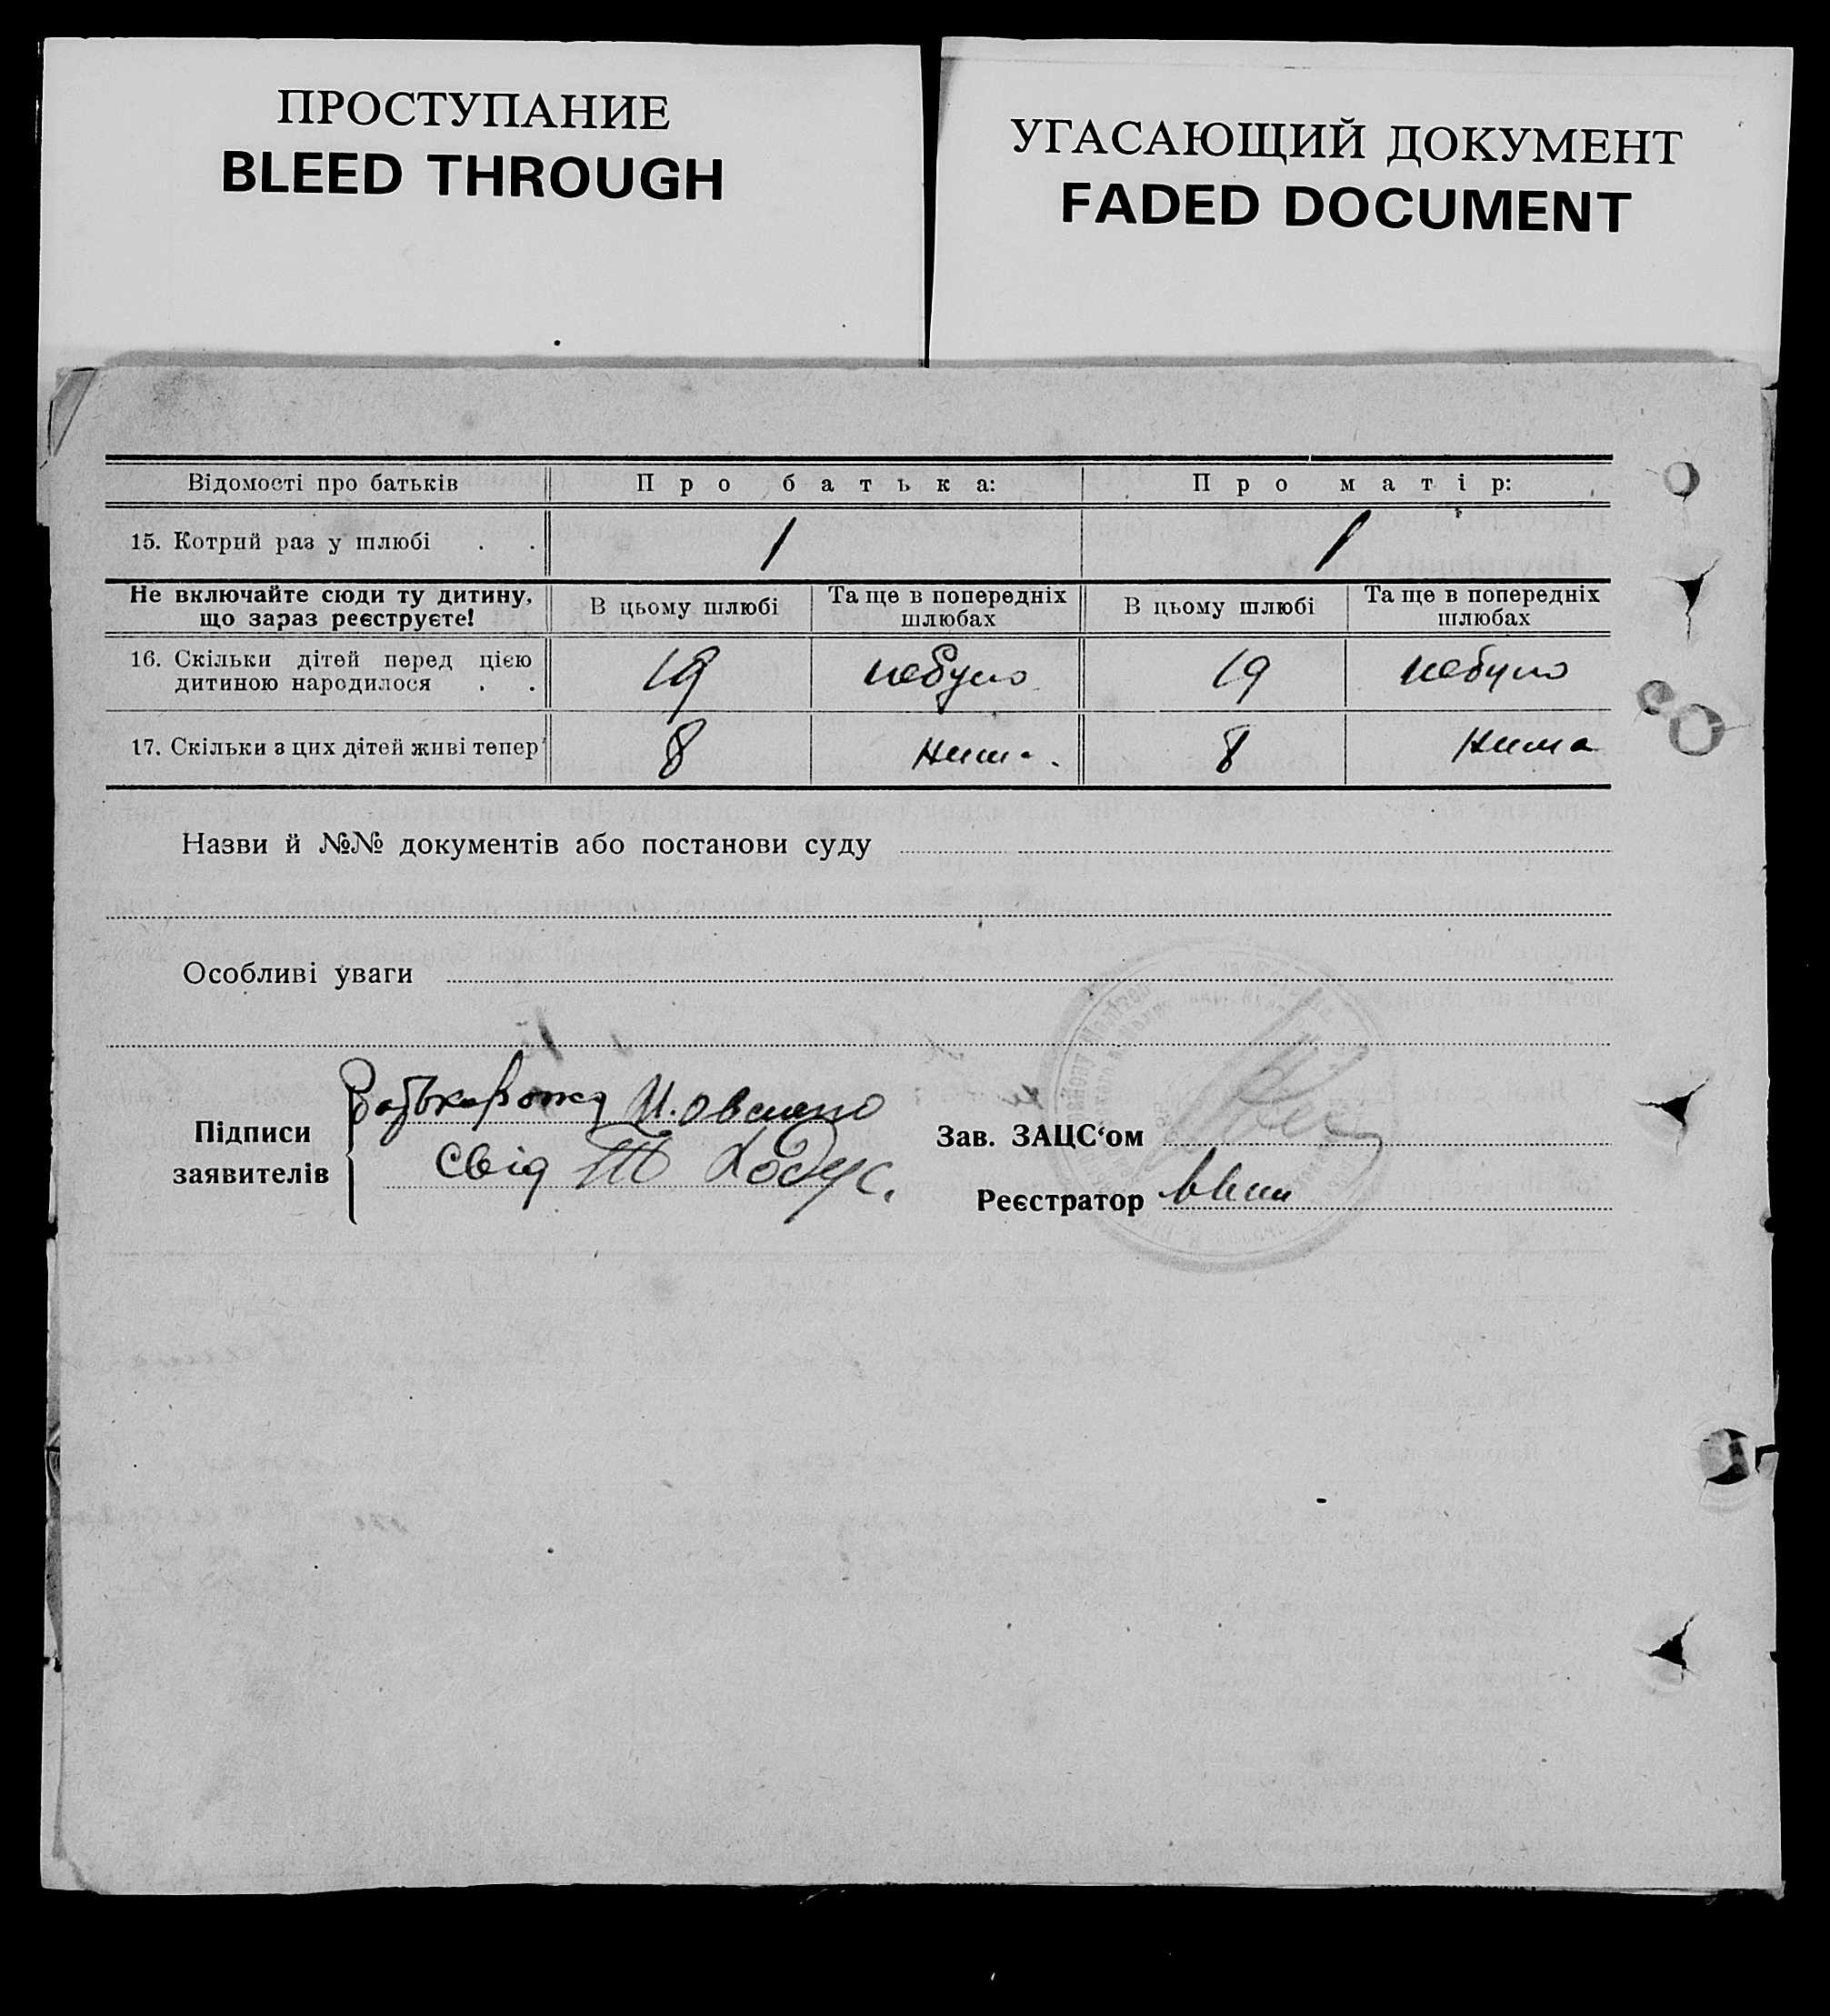 ПРОСТУПАНИЕ
BLEED THROUGH
УГАСАЮЩИЙ ДОКУМЕНТ
FADED DOCUMENT
Відомості про батьків Про батька: Про матір:
15. Котрий раз у шлюбі . . 1 1
Не включайте сюди ту дитину, що зараз реєструєте! В цьому шлюбі Та ще в попередніх шлюбах В цьому шлюбі Та ще в попередніх шлюбах
16. Скільки дітей перед цією
дитиною народилося . . 19 небуло 19 небуло
17. Скільки з цих дітей живі тепер 8 Нима. 8 Нима
Назви й №№ документів або постанови суду
Особливі уваги
Підписи
заявителів
И.
свід
Зав. ЗАЦС‘ом
Реєстратор